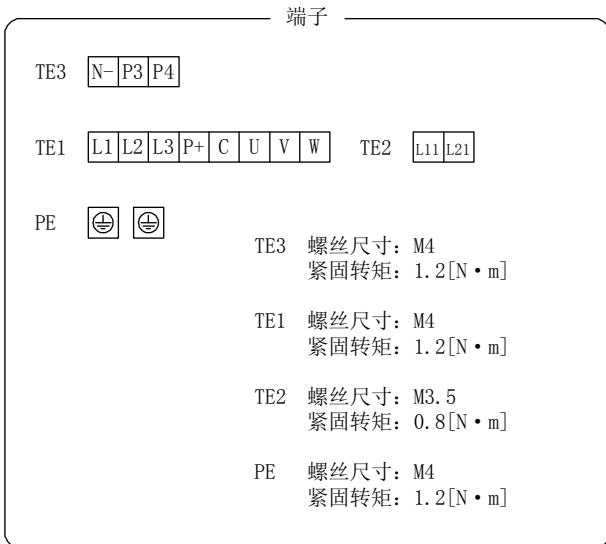 端子
TE3 N- P3 P4
TE1 L1 L2 L3 P+ C U V W TE2 L11 L21
PE
TE3 螺丝尺寸：M4
紧固转矩：1.2[N·m]
TE1 螺丝尺寸：M4
紧固转矩：1.2[N·m]
TE2 螺丝尺寸：M3.5
紧固转矩：0.8[N·m]
PE 螺丝尺寸：M4
紧固转矩：1.2[N·m]